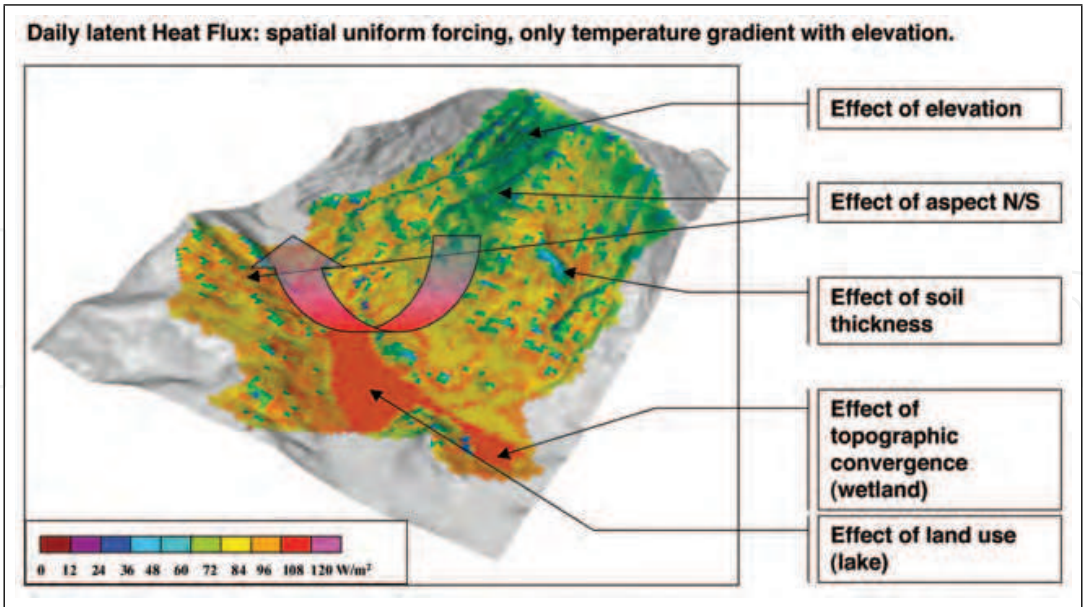 Daily latent Heat Flux: spatial uniform forcing, only temperature gradient with elevation.
Effect of elevation
Effect of aspect N/S
Effect of soil
thickness
Effect of
topographic
convergence
(wetland)
Effect of land use
(lake)
0 12 24 36 48 60 72 84 96 108 120 W/m²